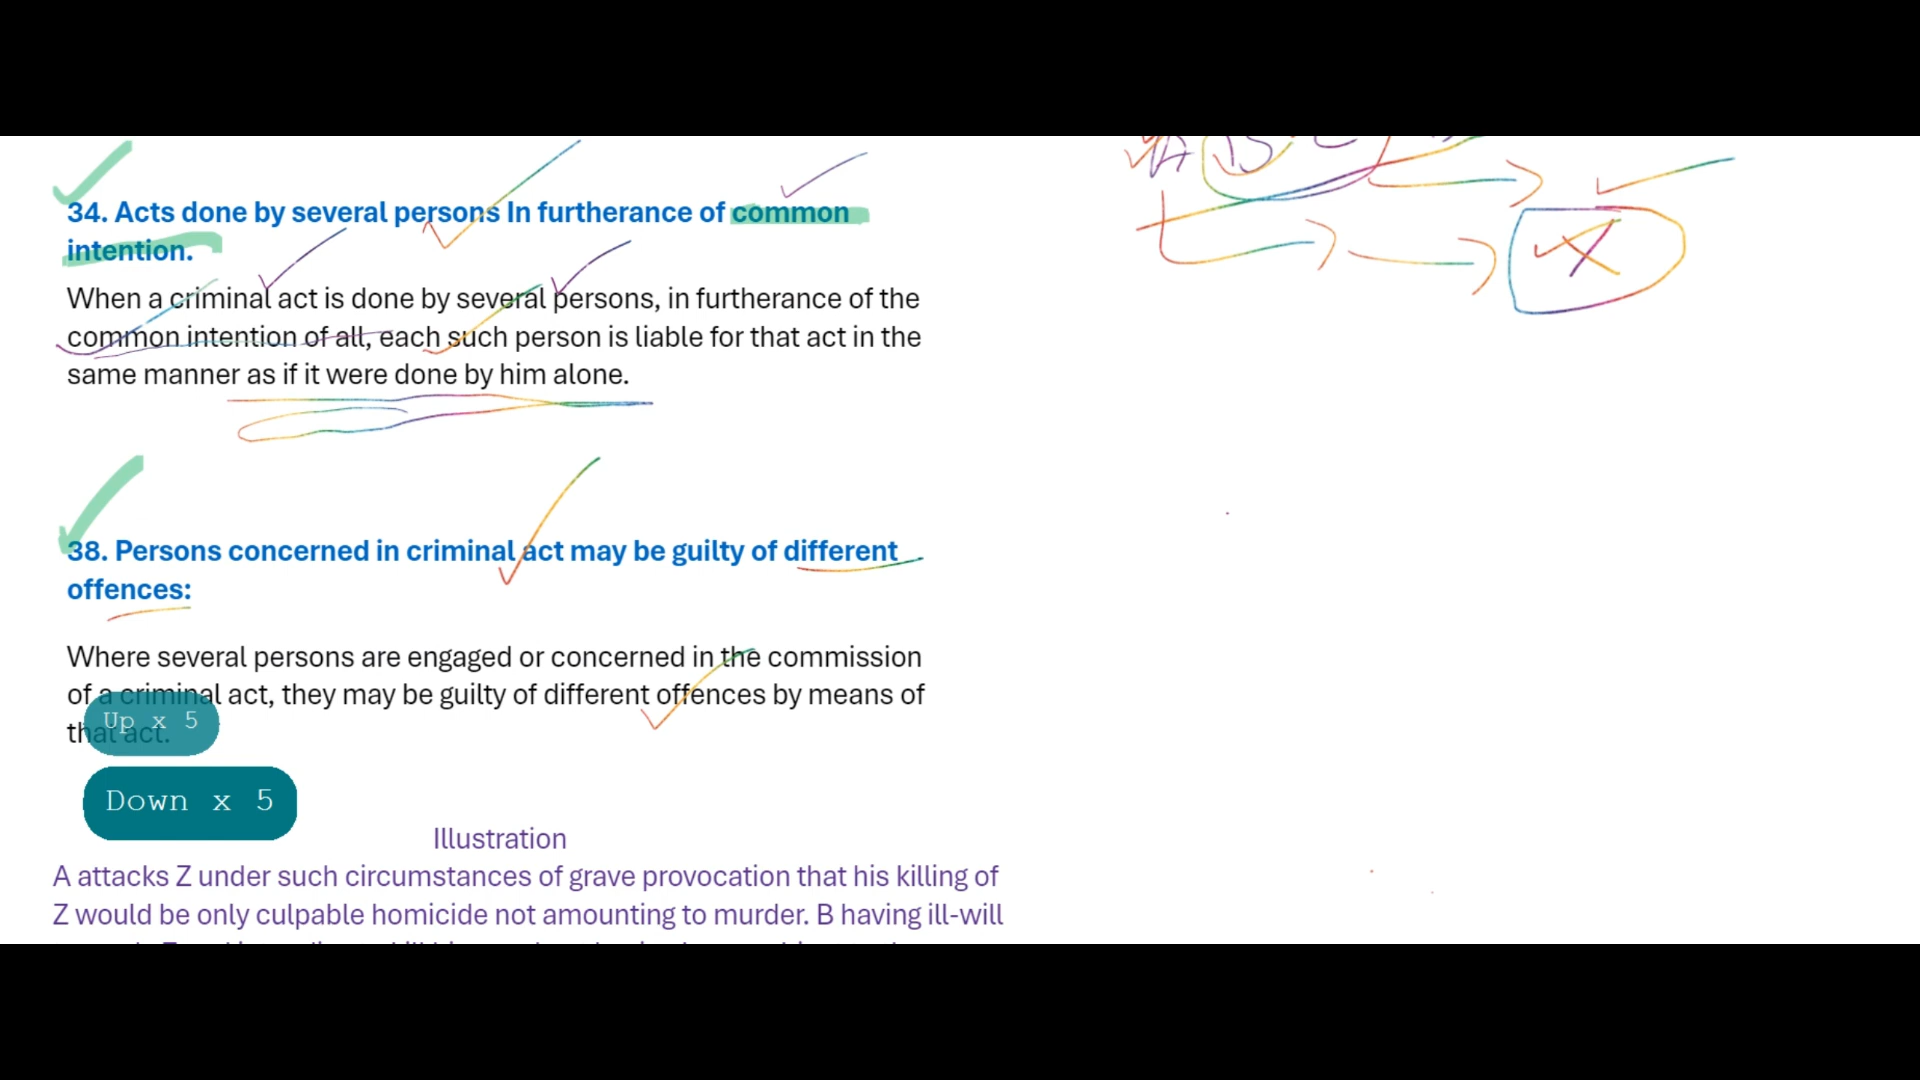 34. Acts done by several persons In furtherance of common
intention.
When a criminal act is done by several persons, in furtherance of the
common intention of all, each such person is liable for that act in the
same manner as if it were done by him alone.
38. Persons concerned in criminal act may be guilty of different
offences:
Where several persons are engaged or concerned in the commission
of a criminal act, they may be guilty of different offences by means of
that act.
Up x 5
Down x 5
Illustration
A attacks Z under such circumstances of grave provocation that his killing of
Z would be only culpable homicide not amounting to murder. B having ill-will
A B C
X